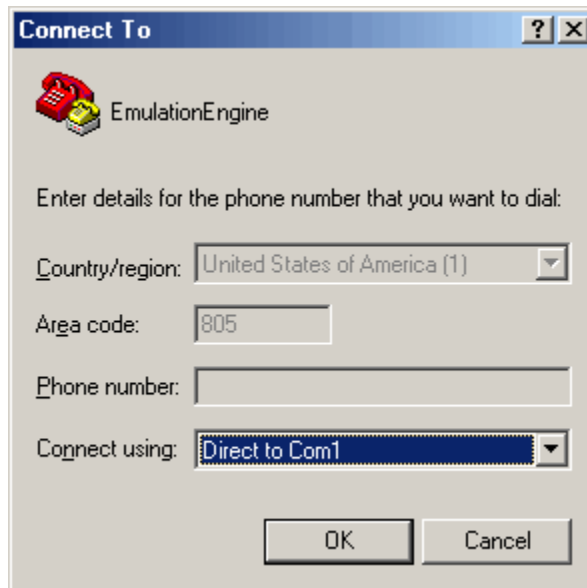 Connect To
EmulationEngine
Enter details for the phone number that you want to dial:
Country/region: United States of America (1)
Area code: 805
Phone number:
Connect using: Direct to Com1
OK Cancel